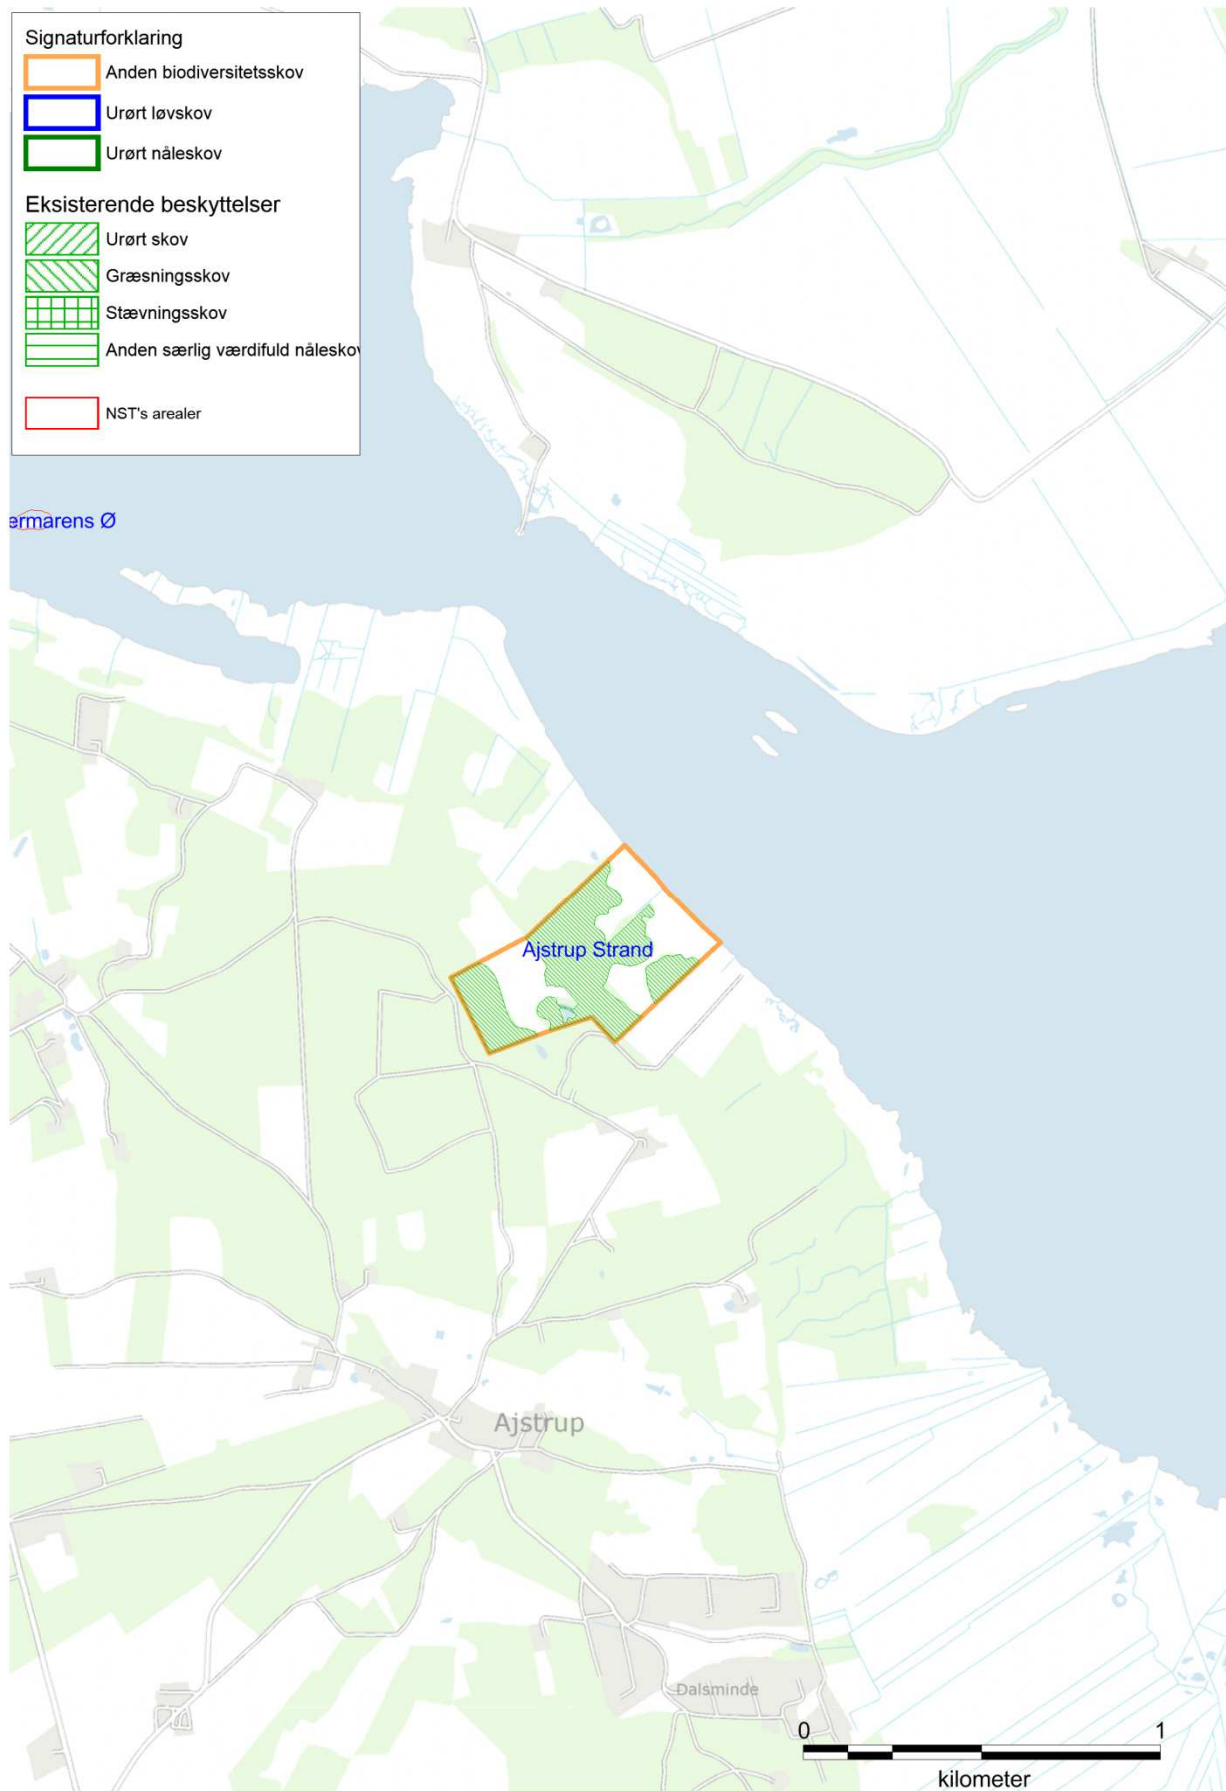 Signaturforklaring
Anden biodiversitetsskov
Urørt løvskov
Urørt nåleskov
Eksisterende beskyttelser
Urørt skov
Græsningsskov
Stævningsskov
Anden særlig værdifuld nåleskov
NST's arealer
ermarens Ø
Ajstrup Strand
Ajstrup
Dalsminde
0 1
kilometer